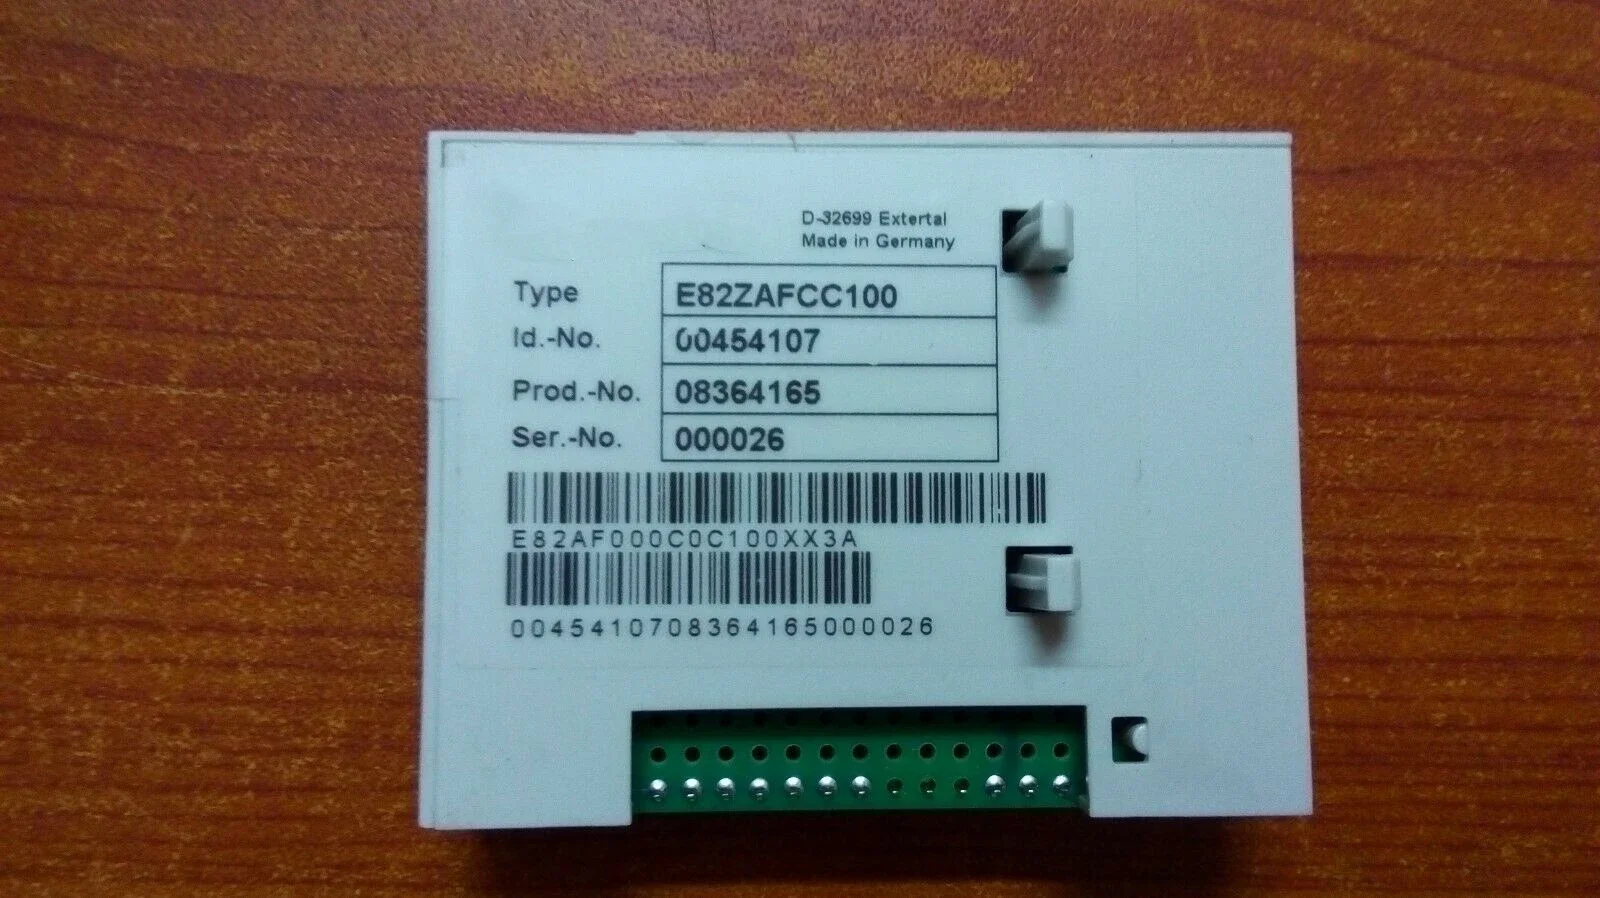 D-32699 Extertal
Made in Germany
Type E82ZAFCC100
Id.-No. 00454107
Prod.-No. 08364165
Ser.-No. 000026
E82AF000C0C100XX3A
0045410708364165000026